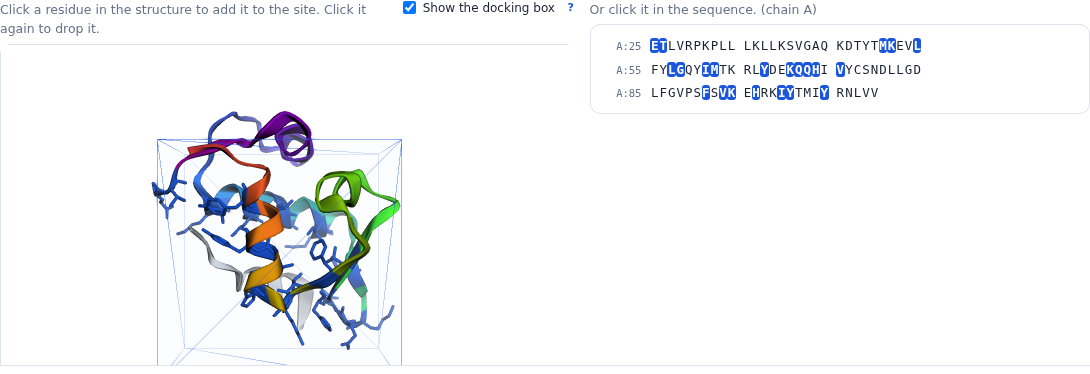 Click a residue in the structure to add it to the site. Click it
again to drop it.
Show the docking box ?
Or click it in the sequence. (chain A)
A:25 ETLVRPKPLL LKLLKSVGAQ KDTYTMKEVL
A:55 FYLGQYIMTK RLYDEKQQHI VYCSNDLLGD
A:85 LFGVPSFSVK EHRKIYTMIY RNLVV